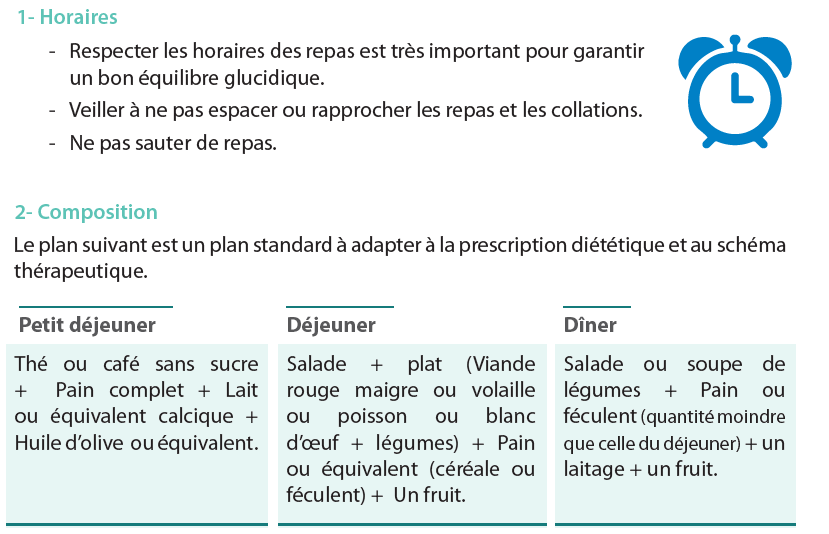 1- Horaires
- Respecter les horaires des repas est très important pour garantir
un bon équilibre glucidique.
- Veiller à ne pas espacer ou rapprocher les repas et les collations.
- Ne pas sauter de repas.
2- Composition
Le plan suivant est un plan standard à adapter à la prescription diététique et au schéma
thérapeutique.
Petit déjeuner
Thé ou café sans sucre
+ Pain complet + Lait
ou équivalent calcique +
Huile d'olive ou équivalent.
Déjeuner
Salade + plat (Viande
rouge maigre ou volaille
ou poisson ou blanc
d'œuf + légumes) + Pain
ou équivalent (céréale ou
féculent) + Un fruit.
Dîner
Salade ou soupe de
légumes + Pain ou
féculent (quantité moindre
que celle du déjeuner) + un
laitage + un fruit.